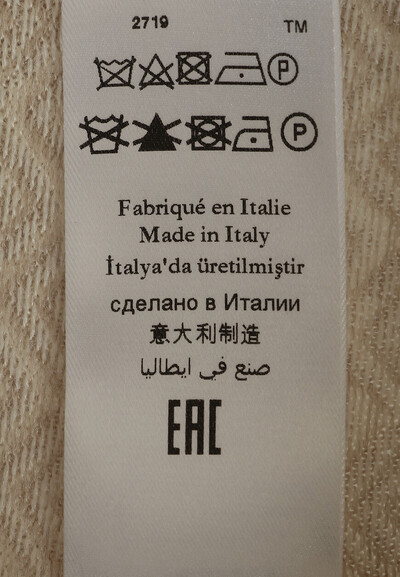 2719 TM
P
P
Fabriqué en Italie
Made in Italy
İtalya'da üretilmiştir
сделано в Италии
意大利制造
صنع في ايطاليا
EAC